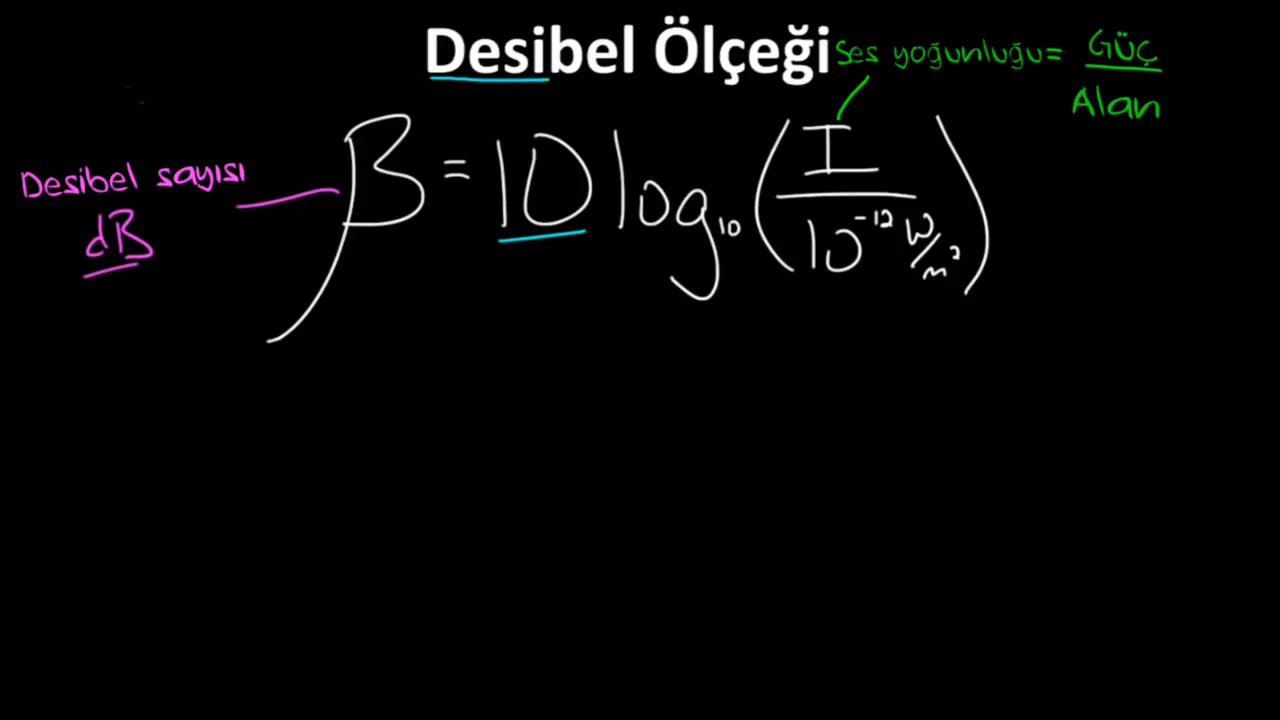 Desibel Ölçeği
Ses yoğunluğu = Güç / Alan
Desibel sayısı
dB
β = 10 log₁₀ ( I / 10⁻¹² W/m² )